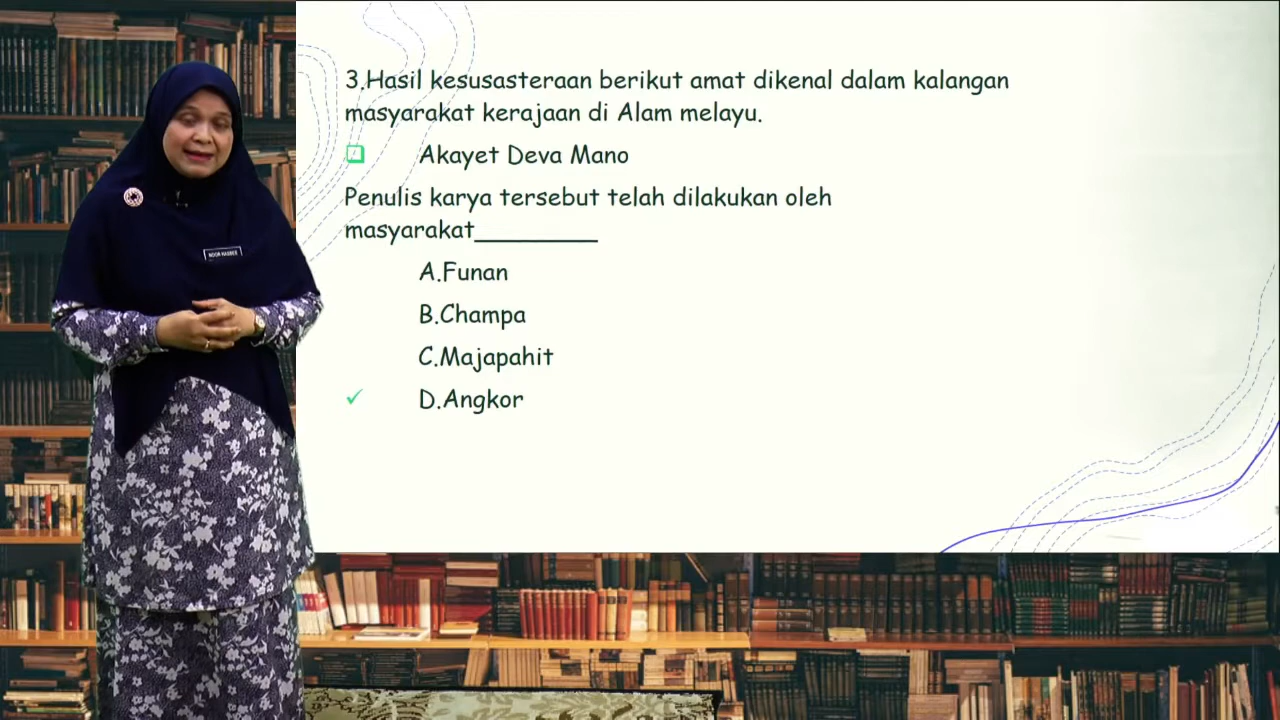 3.Hasil kesusasteraan berikut amat dikenal dalam kalangan
masyarakat kerajaan di Alam melayu.
Akayet Deva Mano
Penulis karya tersebut telah dilakukan oleh
masyarakat__________
A.Funan
B.Champa
C.Majapahit
D.Angkor